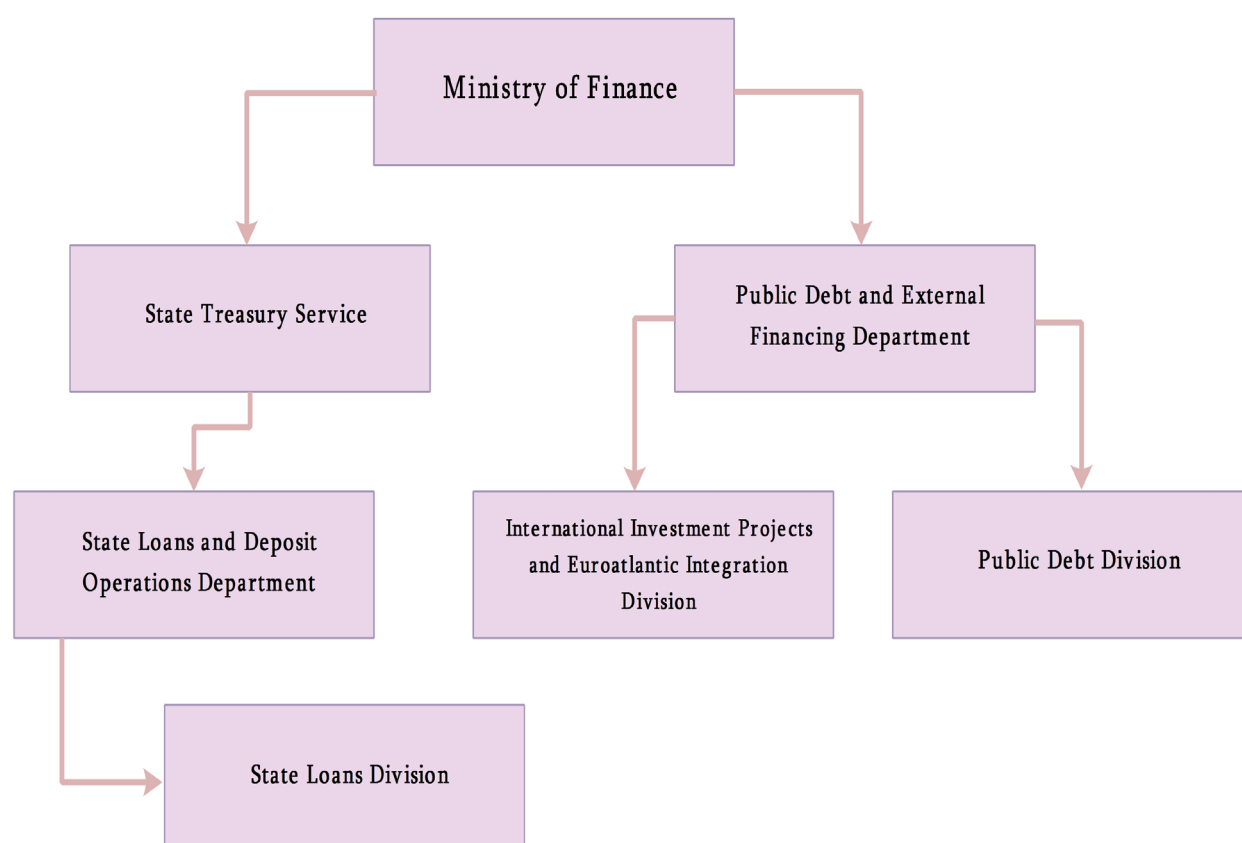 Ministry of Finance
State Treasury Service
Public Debt and External
Financing Department
State Loans and Deposit
Operations Department
International Investment Projects
and Euroatlantic Integration
Division
Public Debt Division
State Loans Division